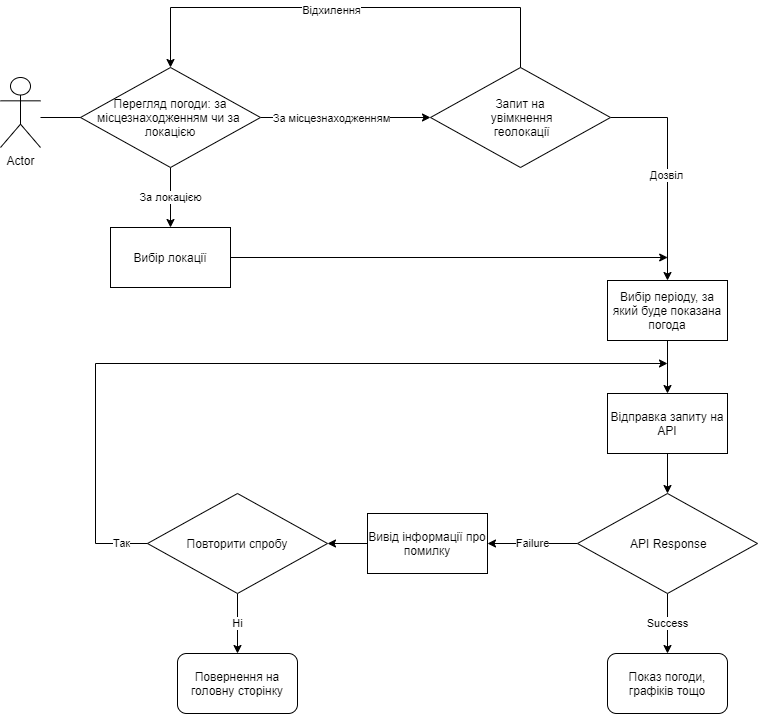 Відхилення
Перегляд погоди: за
місцезнаходженням чи за
локацією
За місцезнаходженням
Запит на
увімкнення
геолокації
Actor
Дозвіл
За локацією
Вибір локації
Вибір періоду, за
який буде показана
погода
Відправка запиту на
API
API Response
Failure
Вивід інформації про
помилку
Повторити спробу
Так
Ні
Success
Повернення на
головну сторінку
Показ погоди,
графіків тощо